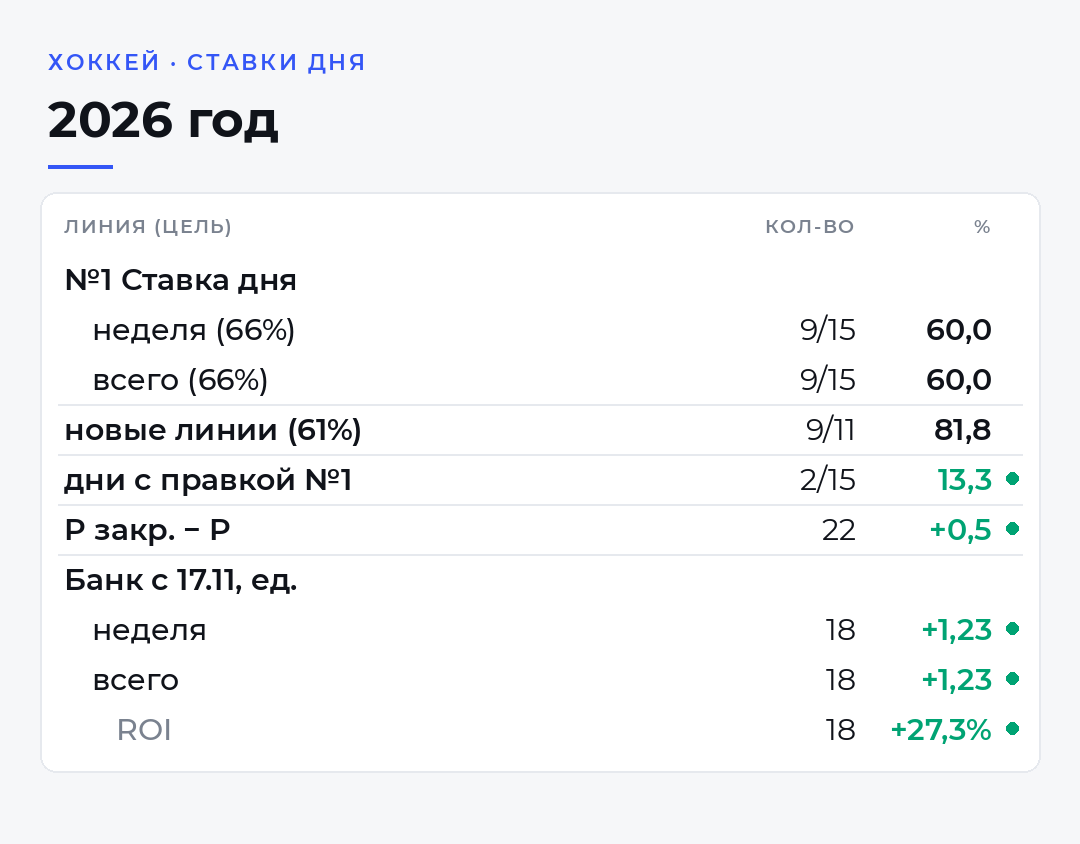 ХОККЕЙ · СТАВКИ ДНЯ
2026 год
ЛИНИЯ (ЦЕЛЬ) КОЛ-ВО %
№1 Ставка дня
неделя (66%) 9/15 60,0
всего (66%) 9/15 60,0
новые линии (61%) 9/11 81,8
дни с правкой №1 2/15 13,3
Р закр. − Р 22 +0,5
Банк с 17.11, ед.
неделя 18 +1,23
всего 18 +1,23
ROI 18 +27,3%